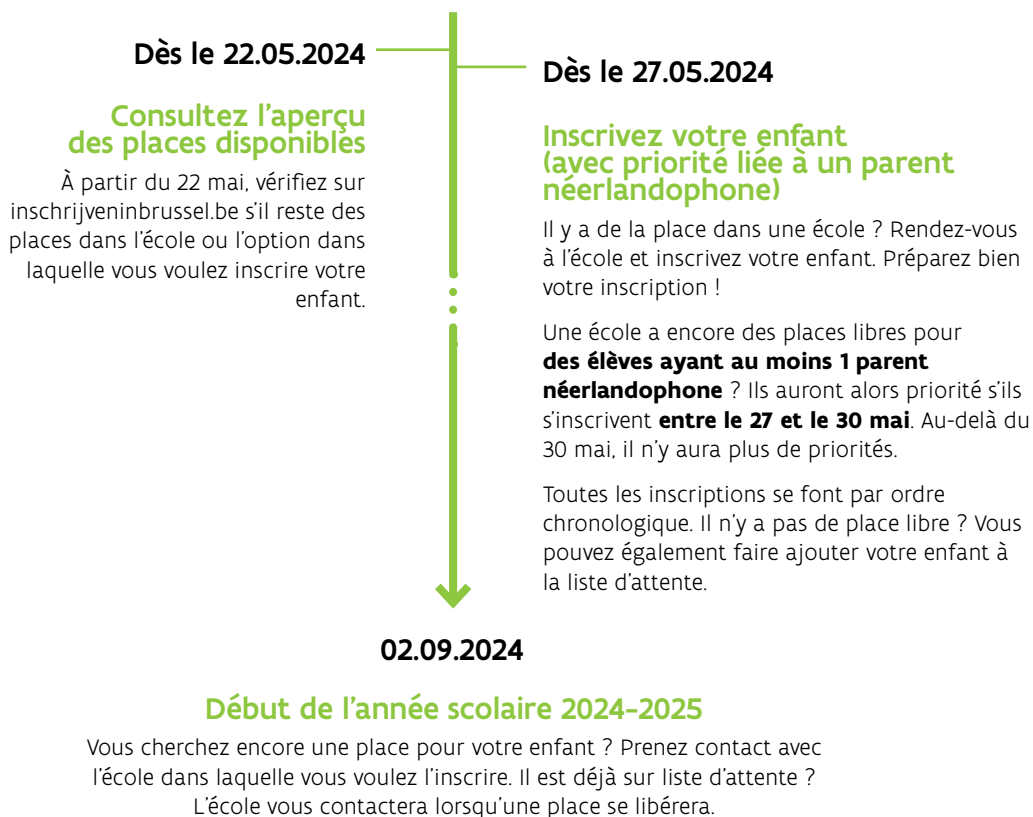 Dès le 22.05.2024
Consultez l'aperçu
des places disponibles
À partir du 22 mai, vérifiez sur
inschrijveninbrussel.be s'il reste des
places dans l'école ou l'option dans
laquelle vous voulez inscrire votre
enfant.
Dès le 27.05.2024
Inscrivez votre enfant
(avec priorité liée à un parent
néerlandophone)
Il y a de la place dans une école ? Rendez-vous
à l'école et inscrivez votre enfant. Préparez bien
votre inscription !
Une école a encore des places libres pour
des élèves ayant au moins 1 parent
néerlandophone ? Ils auront alors priorité s'ils
s'inscrivent entre le 27 et le 30 mai. Au-delà du
30 mai, il n'y aura plus de priorités.
Toutes les inscriptions se font par ordre
chronologique. Il n'y a pas de place libre ? Vous
pouvez également faire ajouter votre enfant à
la liste d'attente.
02.09.2024
Début de l'année scolaire 2024-2025
Vous cherchez encore une place pour votre enfant ? Prenez contact avec
l'école dans laquelle vous voulez l'inscrire. Il est déjà sur liste d'attente ?
L'école vous contactera lorsqu'une place se libérera.